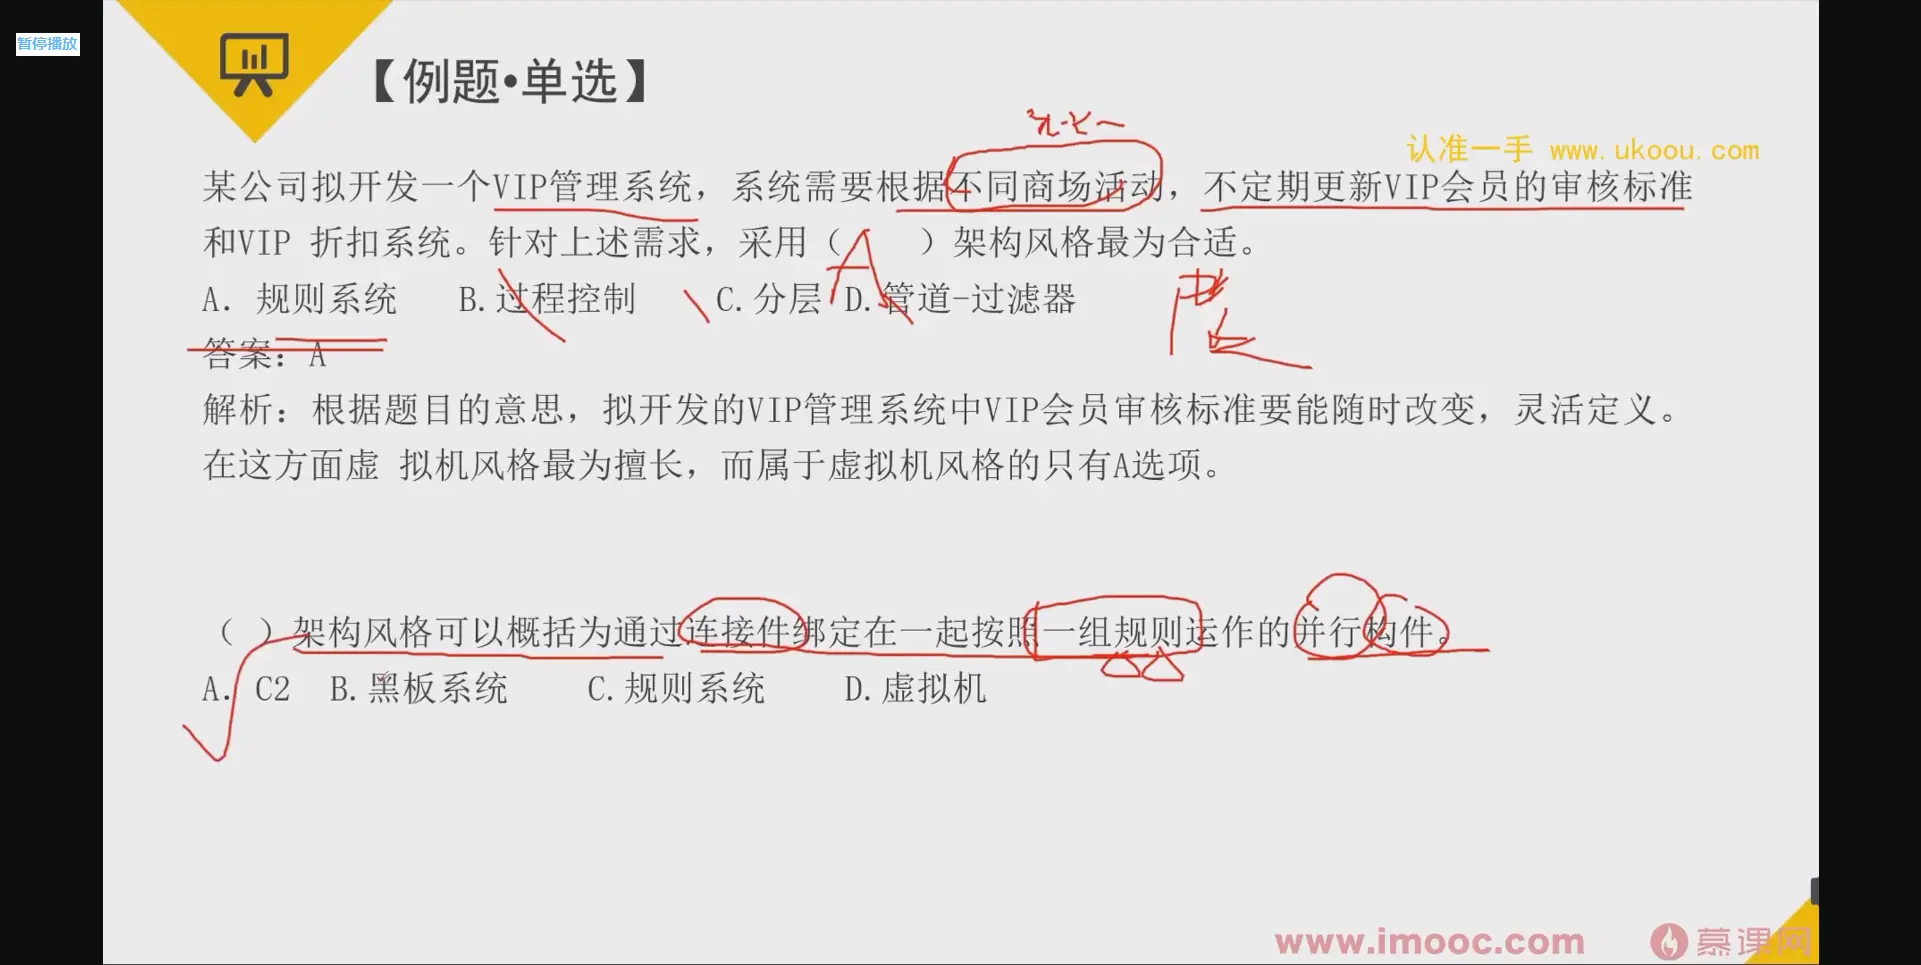 暂停播放
【例题•单选】
认准一手 www.ukoou.com
某公司拟开发一个VIP管理系统，系统需要根据不同商场活动，不定期更新VIP会员的审核标准
和VIP 折扣系统。针对上述需求，采用（ A ）架构风格最为合适。
A. 规则系统 B.过程控制 C.分层 D.管道-过滤器
答案：A
解析：根据题目的意思，拟开发的VIP管理系统中VIP会员审核标准要能随时改变，灵活定义。
在这方面虚 拟机风格最为擅长，而属于虚拟机风格的只有A选项。
（ ）架构风格可以概括为通过连接件绑定在一起按照一组规则运作的并行构件。
A. C2 B.黑板系统 C.规则系统 D.虚拟机
www.imooc.com 慕课网